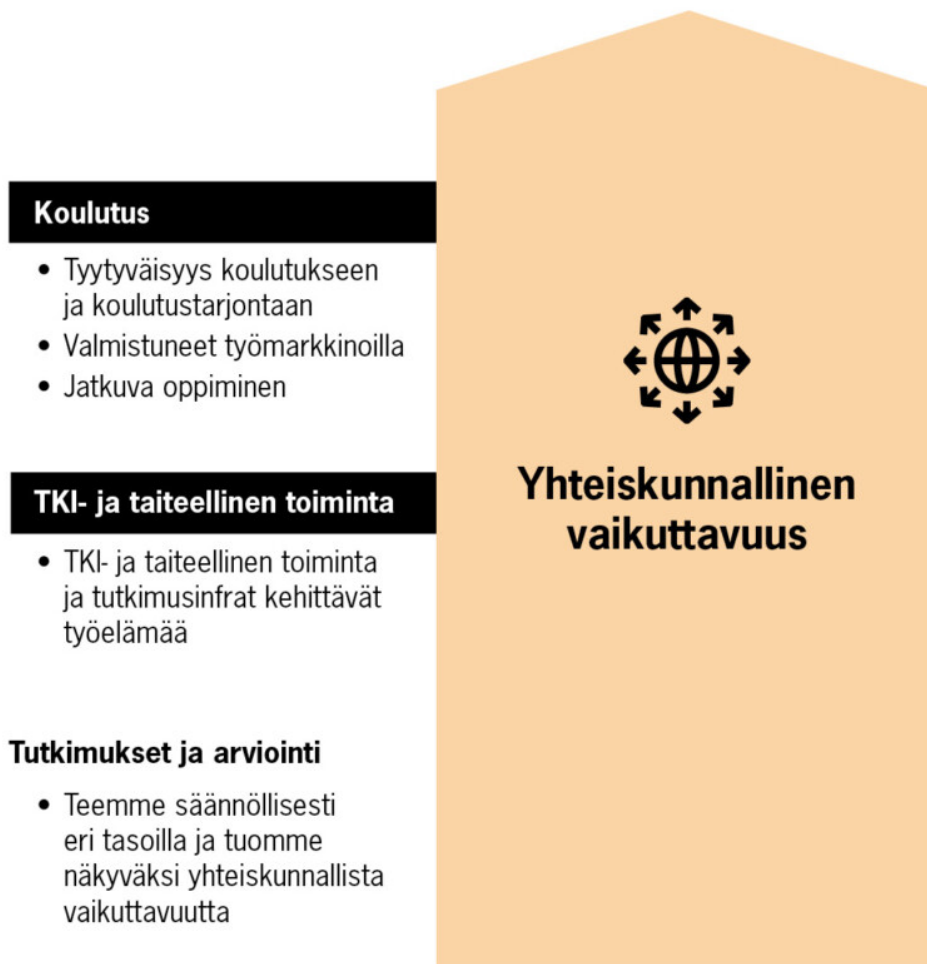 Koulutus
• Tyytyväisyys koulutukseen
ja koulutustarjontaan
• Valmistuneet työmarkkinoilla
• Jatkuva oppiminen
TKI- ja taiteellinen toiminta
• TKI- ja taiteellinen toiminta
ja tutkimusinfrat kehittävät
työelämää
Tutkimukset ja arviointi
• Teemme säännöllisesti
eri tasoilla ja tuomme
näkyväksi yhteiskunnallista
vaikuttavuutta
Yhteiskunnallinen
vaikuttavuus